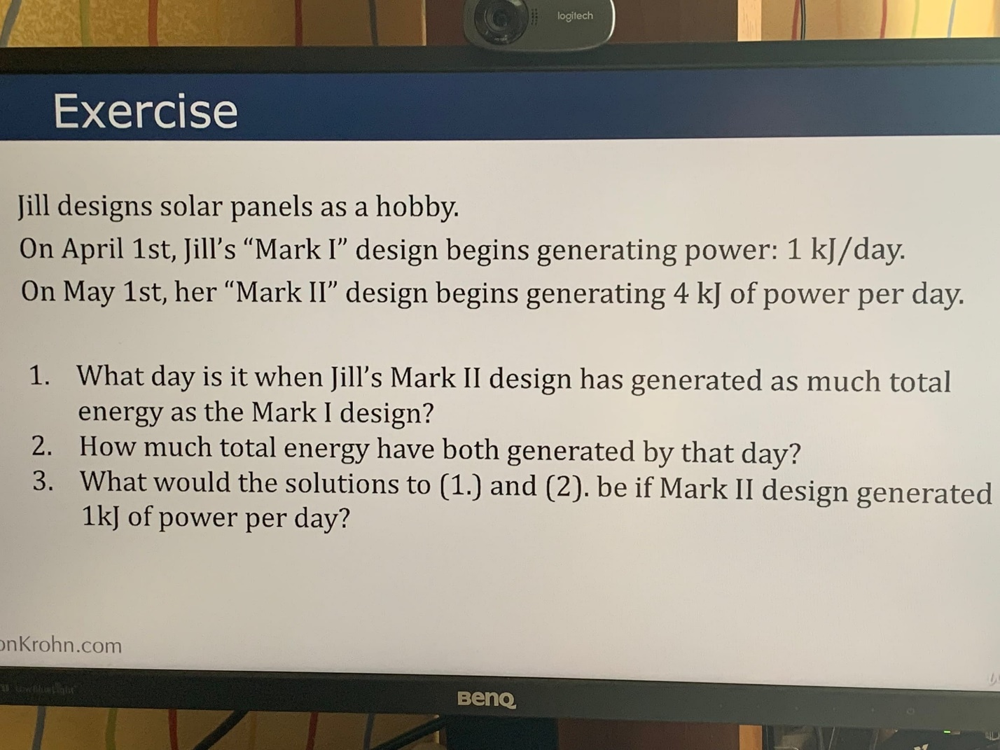 logitech
Exercise
Jill designs solar panels as a hobby.
On April 1st, Jill's “Mark I” design begins generating power: 1 kJ/day.
On May 1st, her “Mark II” design begins generating 4 kJ of power per day.
1. What day is it when Jill's Mark II design has generated as much total
energy as the Mark I design?
2. How much total energy have both generated by that day?
3. What would the solutions to (1.) and (2). be if Mark II design generated
1kJ of power per day?
onKrohn.com
BenQ